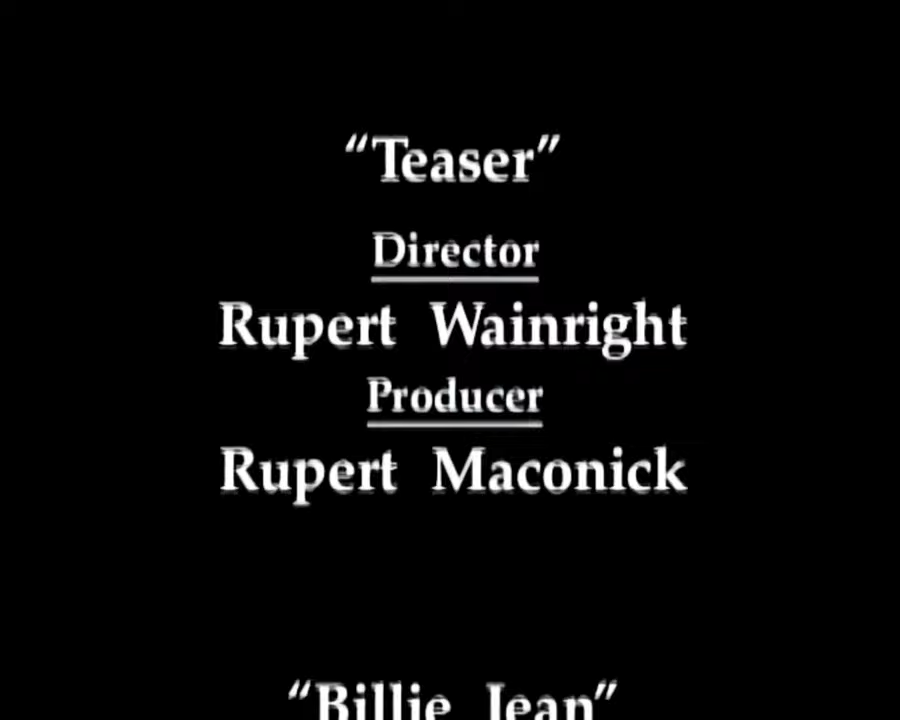 “Teaser”
Director
Rupert Wainright
Producer
Rupert Maconick
“Billie Jean”